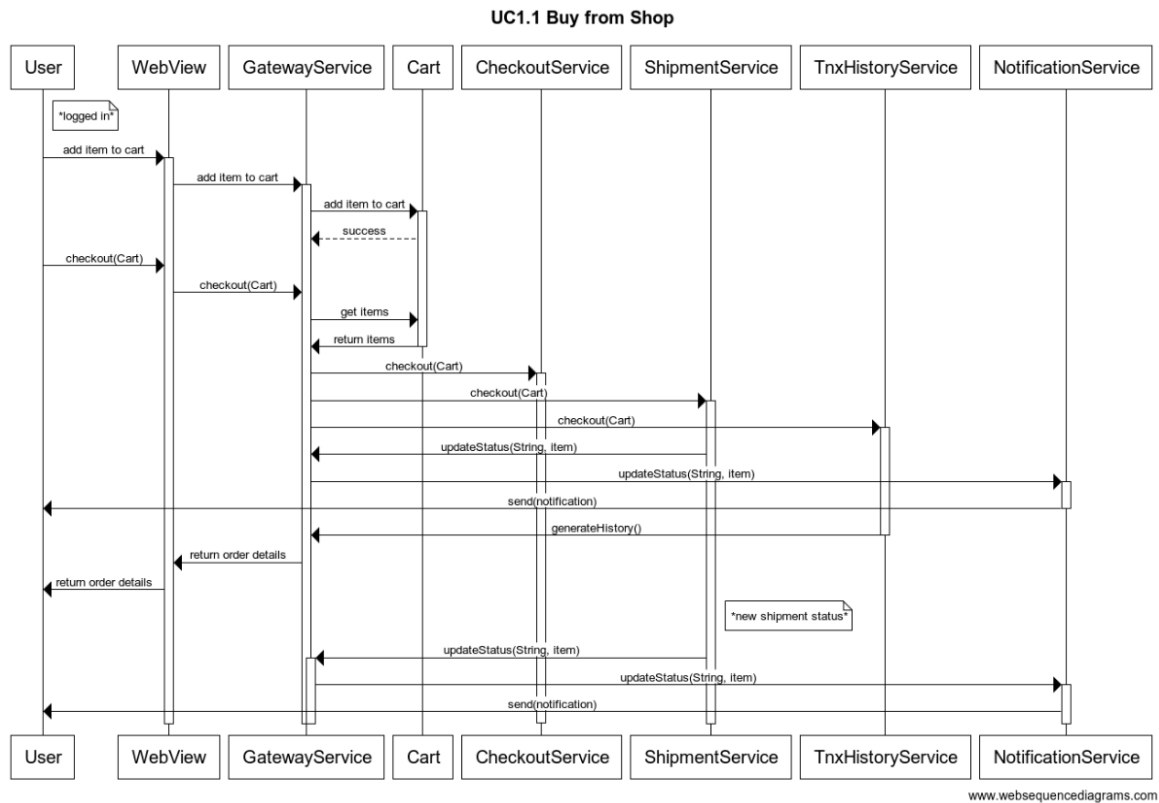 UC1.1 Buy from Shop
User WebView GatewayService Cart CheckoutService ShipmentService TnxHistoryService NotificationService
*logged in*
add item to cart
add item to cart
add item to cart
success
checkout(Cart)
checkout(Cart)
get items
return items
checkout(Cart)
checkout(Cart)
checkout(Cart)
updateStatus(String, item)
updateStatus(String, item)
send(notification)
generateHistory()
return order details
return order details
*new shipment status*
updateStatus(String, item)
updateStatus(String, item)
send(notification)
User WebView GatewayService Cart CheckoutService ShipmentService TnxHistoryService NotificationService
www.websequencediagrams.com